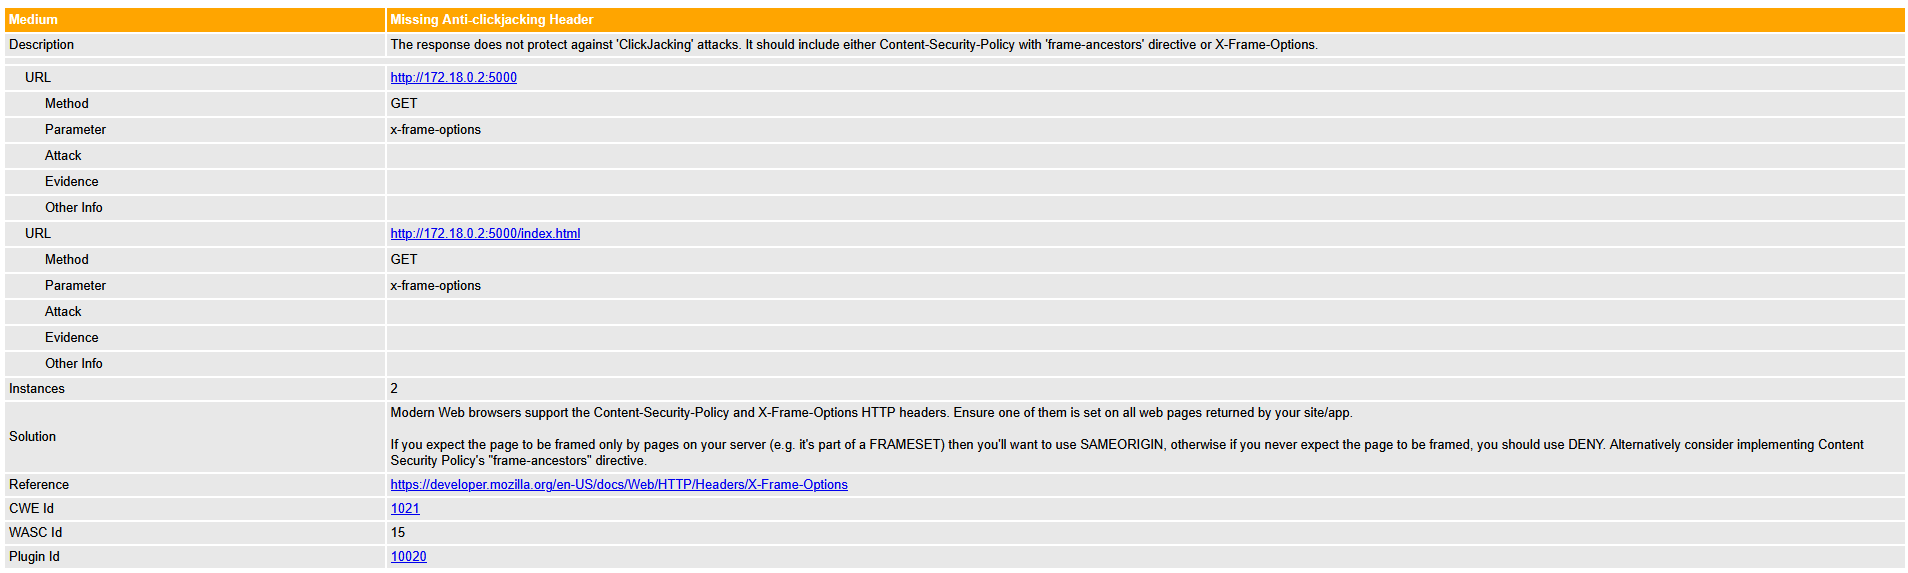 Medium Missing Anti-clickjacking Header
Description The response does not protect against 'ClickJacking' attacks. It should include either Content-Security-Policy with 'frame-ancestors' directive or X-Frame-Options.
URL http://172.18.0.2:5000
Method GET
Parameter x-frame-options
Attack
Evidence
Other Info
URL http://172.18.0.2:5000/index.html
Method GET
Parameter x-frame-options
Attack
Evidence
Other Info
Instances 2
Solution
Modern Web browsers support the Content-Security-Policy and X-Frame-Options HTTP headers. Ensure one of them is set on all web pages returned by your site/app.
If you expect the page to be framed only by pages on your server (e.g. it's part of a FRAMESET) then you'll want to use SAMEORIGIN, otherwise if you never expect the page to be framed, you should use DENY. Alternatively consider implementing Content
Security Policy's "frame-ancestors" directive.
Reference https://developer.mozilla.org/en-US/docs/Web/HTTP/Headers/X-Frame-Options
CWE Id 1021
WASC Id 15
Plugin Id 10020